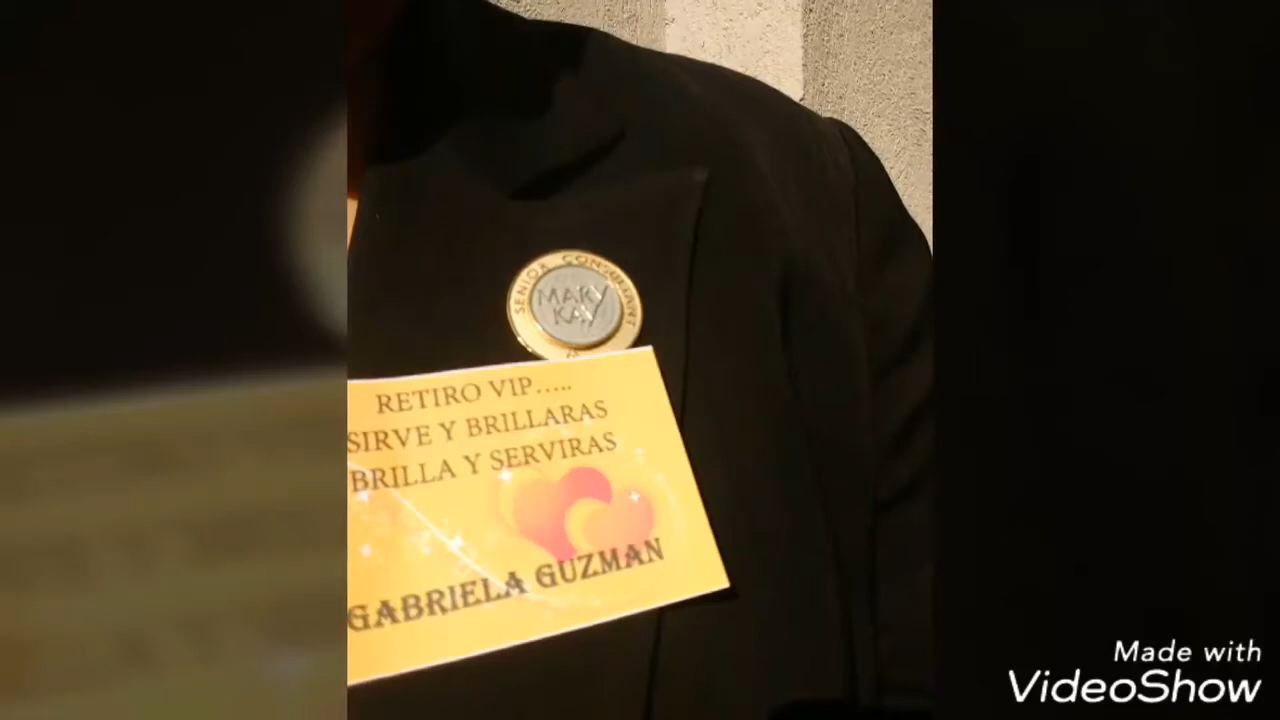 SENIOR CONSULTANT
MARY
KAY
RETIRO VIP.....
SIRVE Y BRILLARAS
BRILLA Y SERVIRAS
GABRIELA GUZMAN
Made with
VideoShow